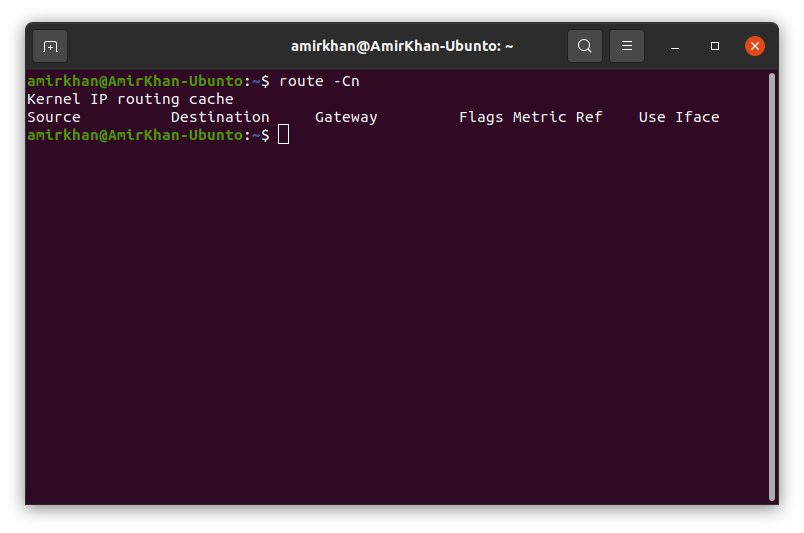 amirkhan@AmirKhan-Ubunto: ~
amirkhan@AmirKhan-Ubunto:~$ route -Cn
Kernel IP routing cache
Source          Destination     Gateway         Flags Metric Ref    Use Iface
amirkhan@AmirKhan-Ubunto:~$